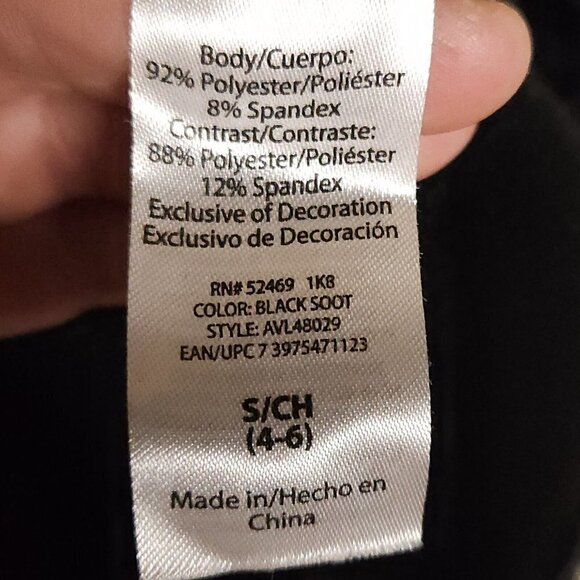 Body/Cuerpo:
92% Polyester/Poliéster
8% Spandex
Contrast/Contraste:
88% Polyester/Poliéster
12% Spandex
Exclusive of Decoration
Exclusivo de Decoración
RN# 52469 1K8
COLOR: BLACK SOOT
STYLE: AVL48029
EAN/UPC 7 3975471123
S/CH
(4-6)
Made in/Hecho en
China